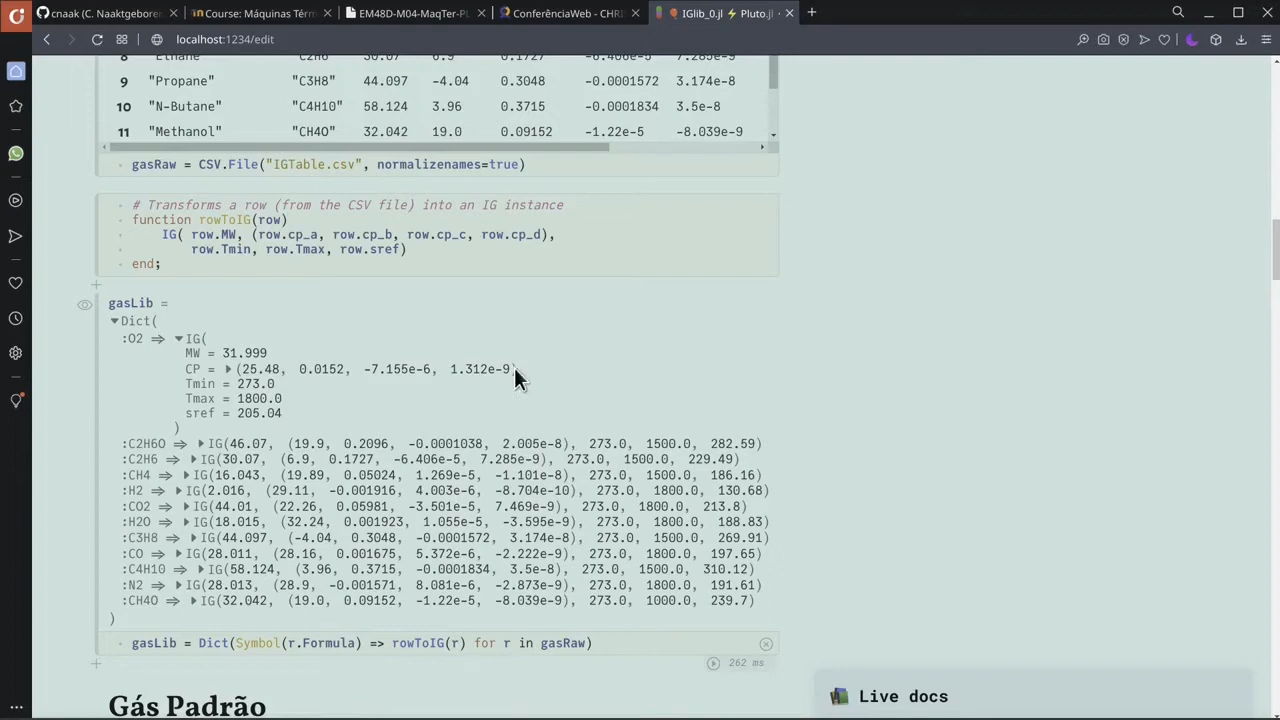 cnaak (C. Naaktgeboren
Course: Máquinas Térm
EM48D-M04-MaqTer-PL
ConferênciaWeb - CHRI
IGlib_0.jl ⚡ Pluto.jl
localhost:1234/edit
8 "Ethane" "C2H6" 30.07 6.9 0.1727 -6.406e-5 7.285e-9
9 "Propane" "C3H8" 44.097 -4.04 0.3048 -0.0001572 3.174e-8
10 "N-Butane" "C4H10" 58.124 3.96 0.3715 -0.0001834 3.5e-8
11 "Methanol" "CH4O" 32.042 19.0 0.09152 -1.22e-5 -8.039e-9
gasRaw = CSV.File("IGTable.csv", normalizenames=true)
# Transforms a row (from the CSV file) into an IG instance
function rowToIG(row)
IG( row.MW, (row.cp_a, row.cp_b, row.cp_c, row.cp_d),
row.Tmin, row.Tmax, row.sref)
end;
gasLib =
Dict(
:O2 => IG(
MW = 31.999
CP = (25.48, 0.0152, -7.155e-6, 1.312e-9)
Tmin = 273.0
Tmax = 1800.0
sref = 205.04
)
:C2H6O => IG(46.07, (19.9, 0.2096, -0.0001038, 2.005e-8), 273.0, 1500.0, 282.59)
:C2H6 => IG(30.07, (6.9, 0.1727, -6.406e-5, 7.285e-9), 273.0, 1500.0, 229.49)
:CH4 => IG(16.043, (19.89, 0.05024, 1.269e-5, -1.101e-8), 273.0, 1500.0, 186.16)
:H2 => IG(2.016, (29.11, -0.001916, 4.003e-6, -8.704e-10), 273.0, 1800.0, 130.68)
:CO2 => IG(44.01, (22.26, 0.05981, -3.501e-5, 7.469e-9), 273.0, 1800.0, 213.8)
:H2O => IG(18.015, (32.24, 0.001923, 1.055e-5, -3.595e-9), 273.0, 1800.0, 188.83)
:C3H8 => IG(44.097, (-4.04, 0.3048, -0.0001572, 3.174e-8), 273.0, 1500.0, 269.91)
:CO => IG(28.011, (28.16, 0.001675, 5.372e-6, -2.222e-9), 273.0, 1800.0, 197.65)
:C4H10 => IG(58.124, (3.96, 0.3715, -0.0001834, 3.5e-8), 273.0, 1500.0, 310.12)
:N2 => IG(28.013, (28.9, -0.001571, 8.081e-6, -2.873e-9), 273.0, 1800.0, 191.61)
:CH4O => IG(32.042, (19.0, 0.09152, -1.22e-5, -8.039e-9), 273.0, 1000.0, 239.7)
)
gasLib = Dict(Symbol(r.Formula) => rowToIG(r) for r in gasRaw)
262 ms
Gás Padrão
Live docs